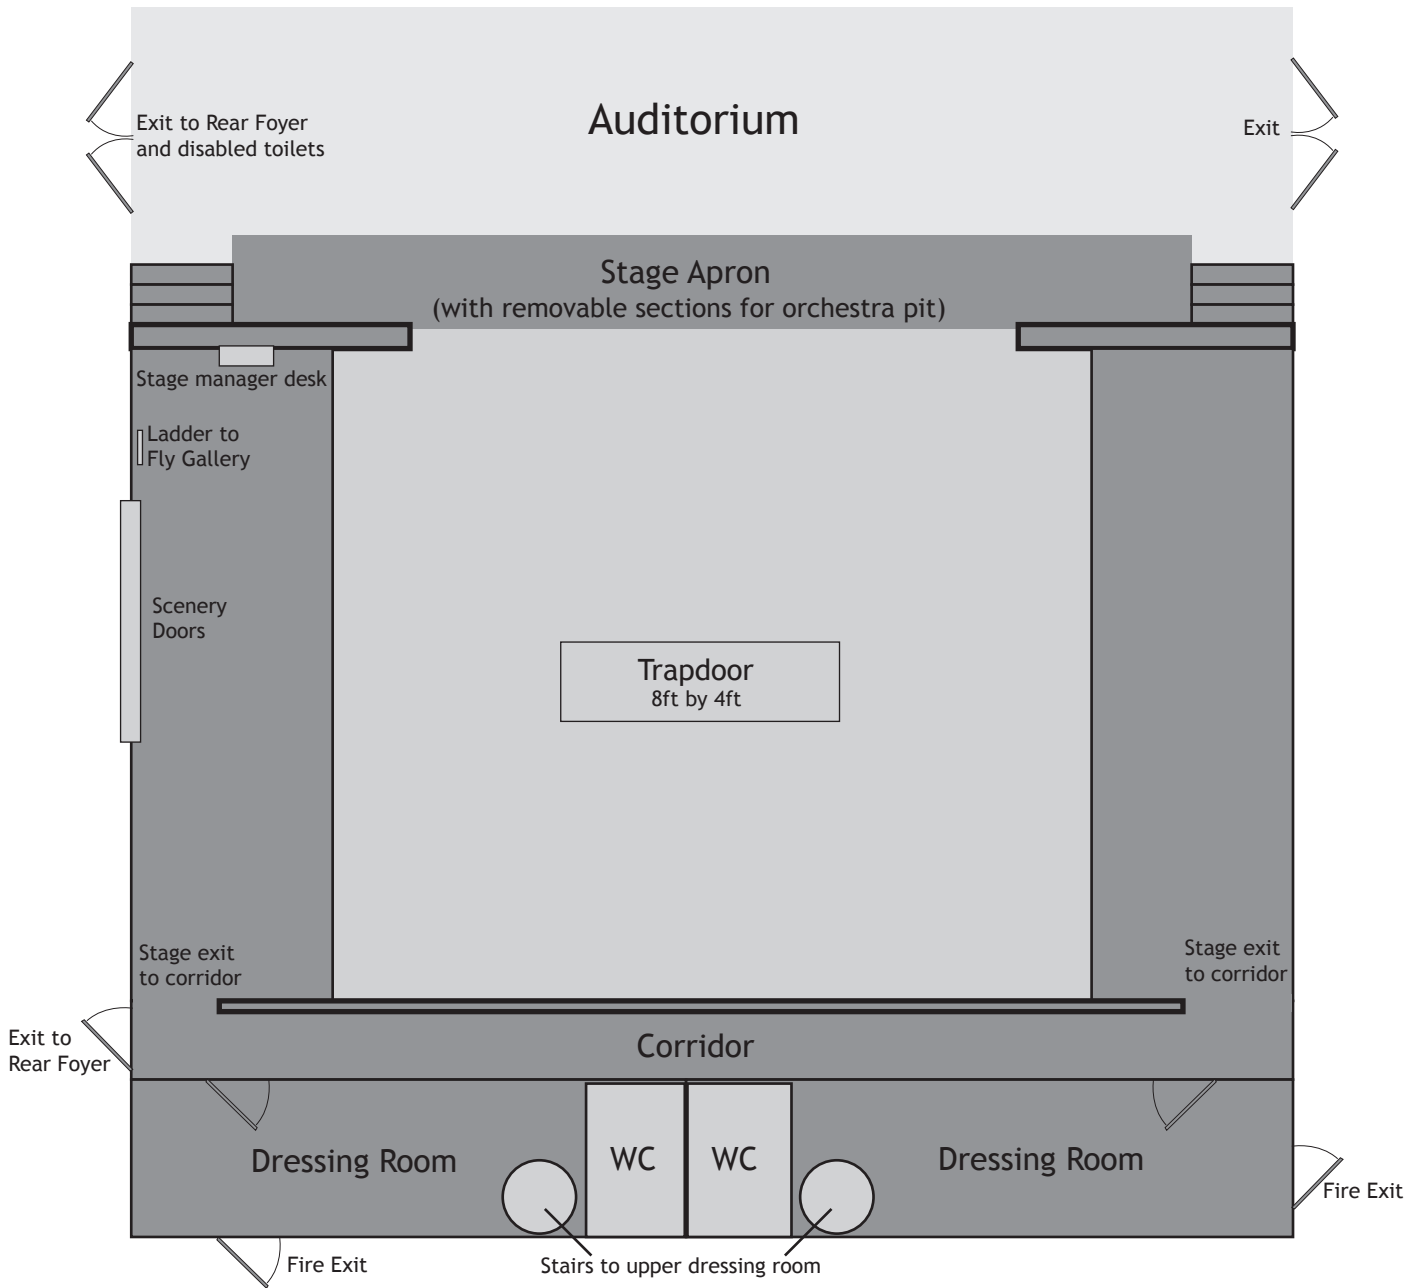 Auditorium
Exit to Rear Foyer
and disabled toilets
Exit
Stage Apron
(with removable sections for orchestra pit)
Stage manager desk
Ladder to
Fly Gallery
Scenery
Doors
Trapdoor
8ft by 4ft
Stage exit
to corridor
Stage exit
to corridor
Exit to
Rear Foyer
Corridor
Dressing Room
WC
WC
Dressing Room
Fire Exit
Fire Exit
Stairs to upper dressing room